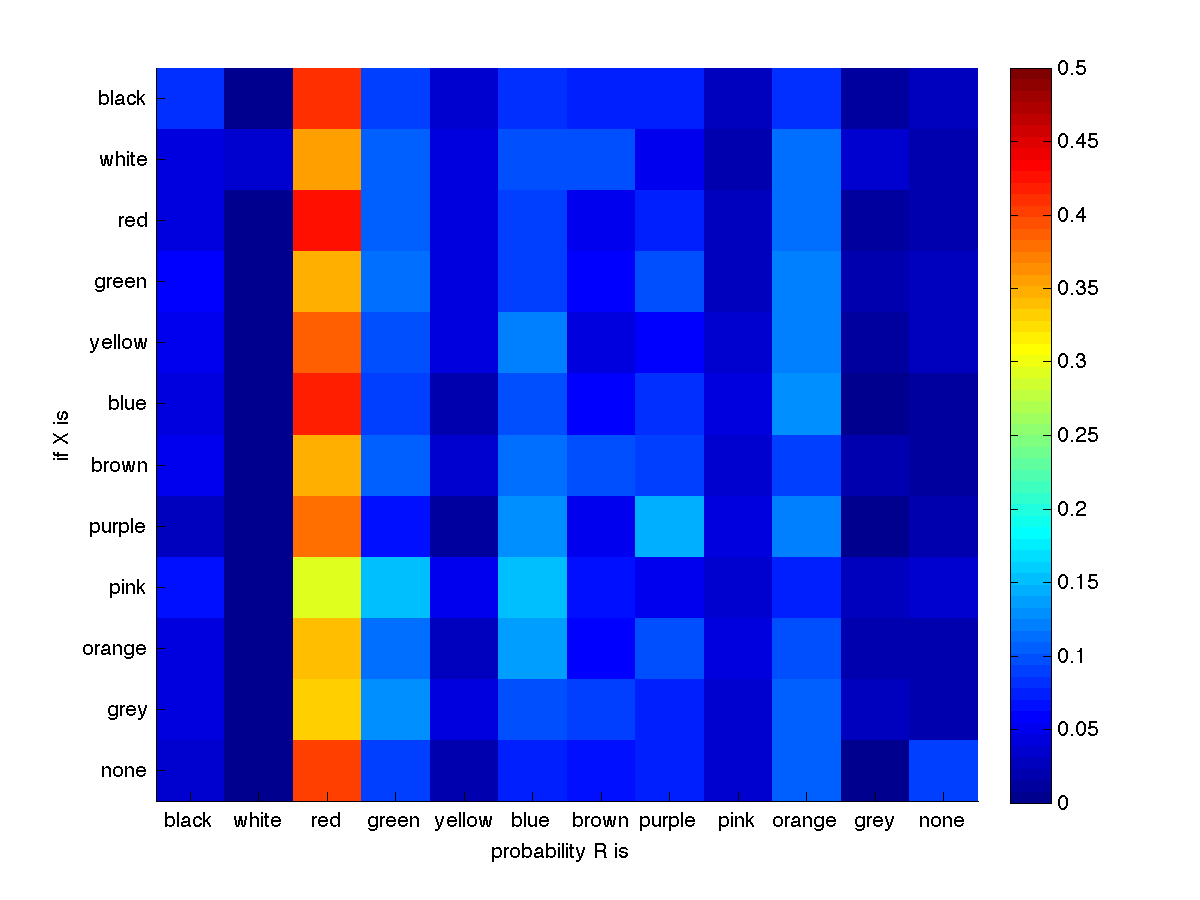 black
white
red
green
yellow
blue
brown
purple
pink
orange
grey
none
if X is
black white red green yellow blue brown purple pink orange grey none
probability R is
0.5
0.45
0.4
0.35
0.3
0.25
0.2
0.15
0.1
0.05
0